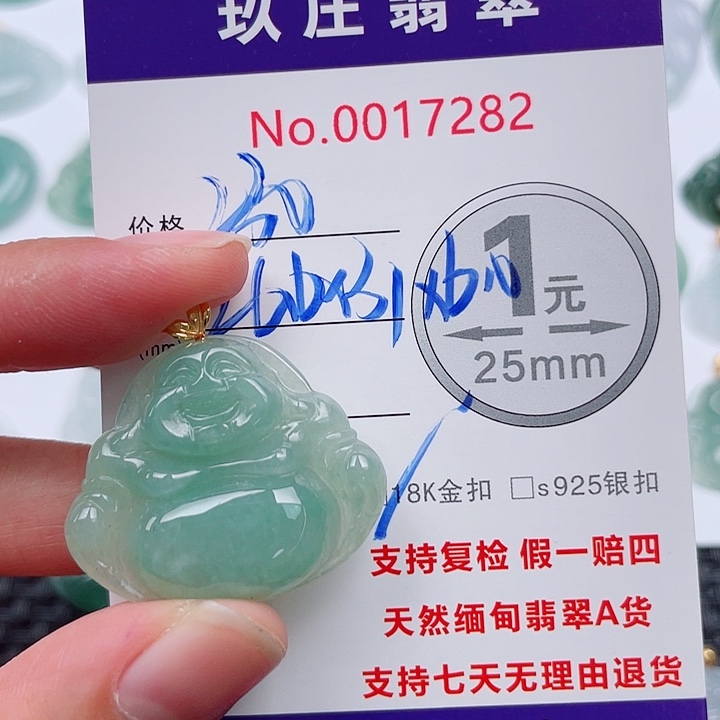 玖庄翡翠
No.0017282
价格
(mm
1元
25mm
18K金扣 □s925银扣
支持复检 假一赔四
天然缅甸翡翠A货
支持七天无理由退货